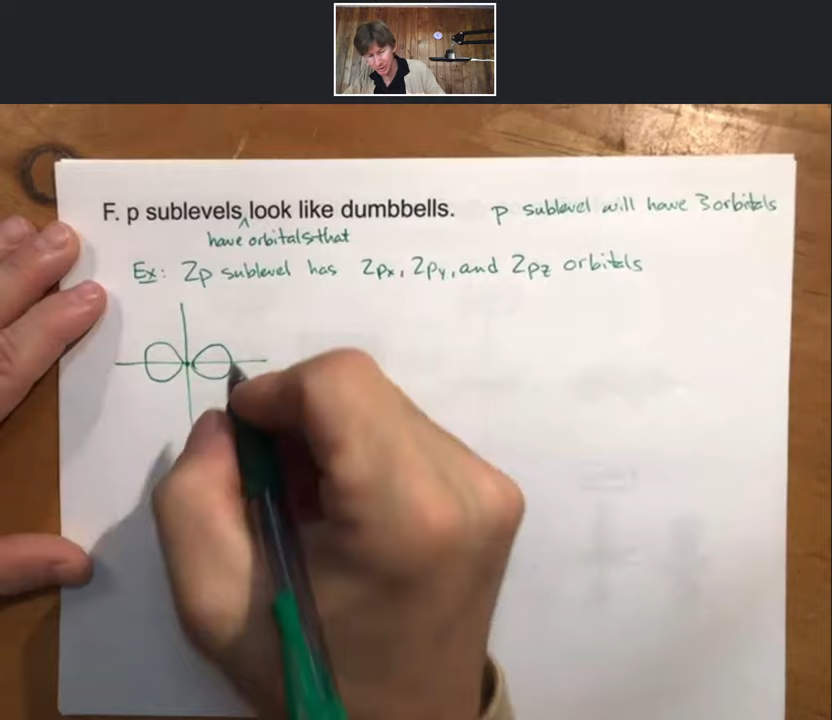 F. p sublevels ^ look like dumbbells. p sublevel will have 3 orbitals
have orbitals that
Ex: 2p sublevel has 2px, 2py, and 2pz orbitals